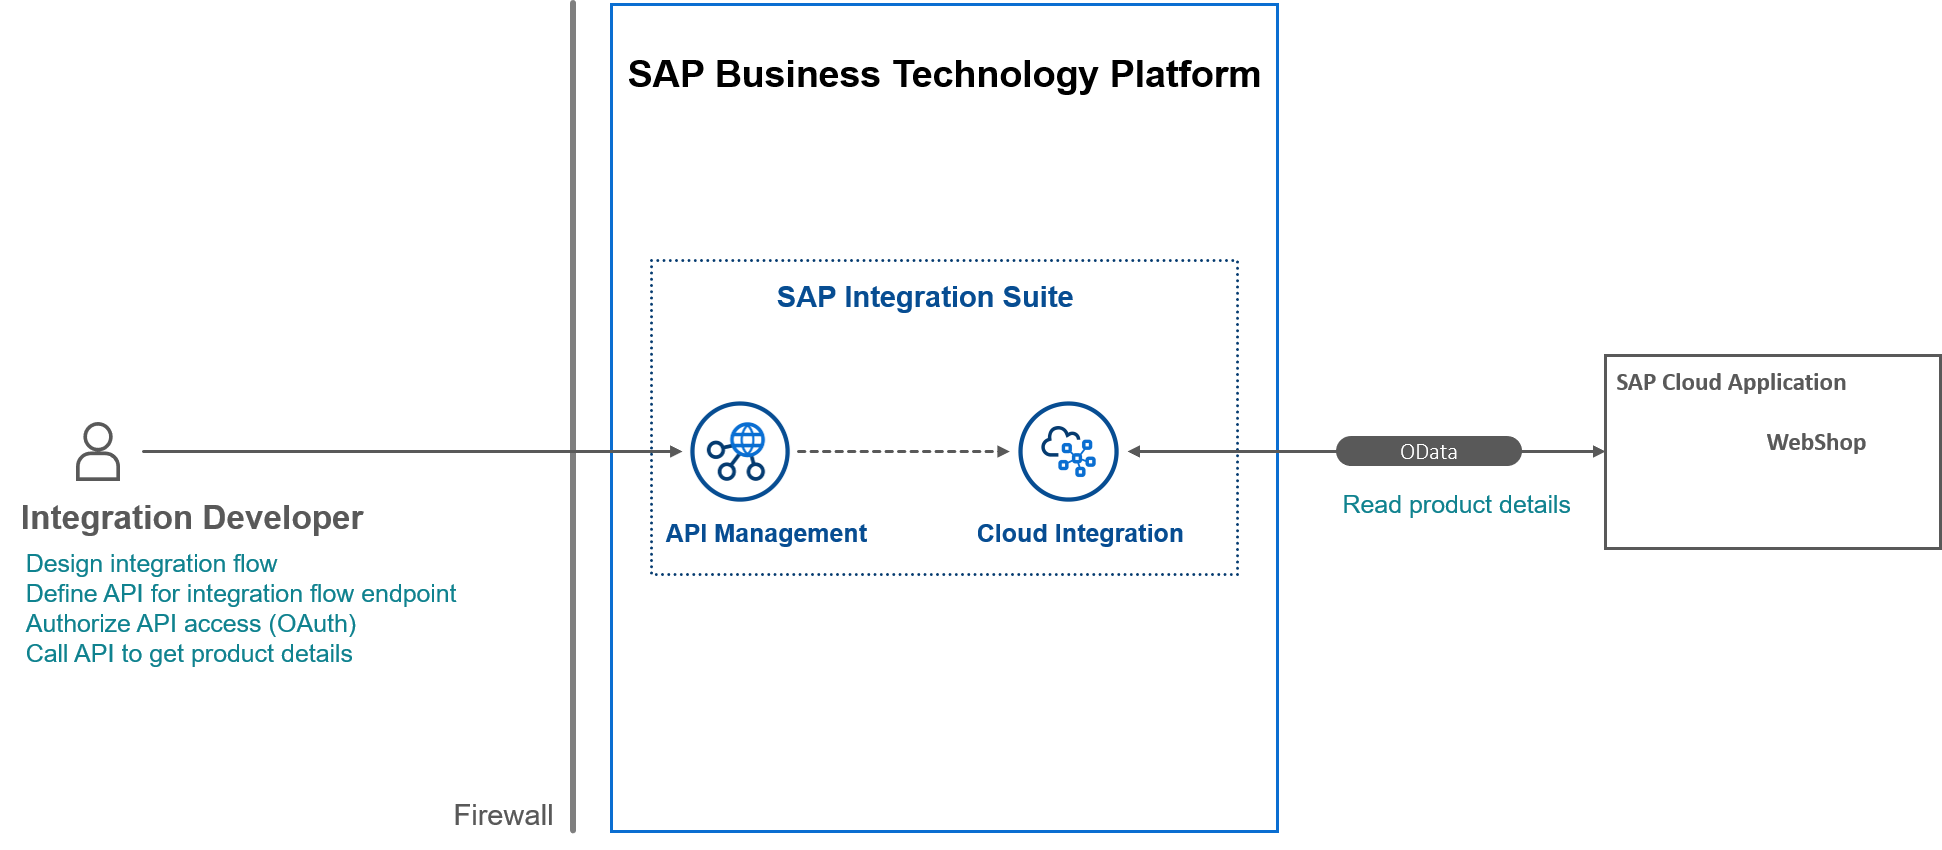 SAP Business Technology Platform
SAP Integration Suite
API Management
Cloud Integration
Integration Developer
Design integration flow
Define API for integration flow endpoint
Authorize API access (OAuth)
Call API to get product details
Firewall
OData
Read product details
SAP Cloud Application
WebShop